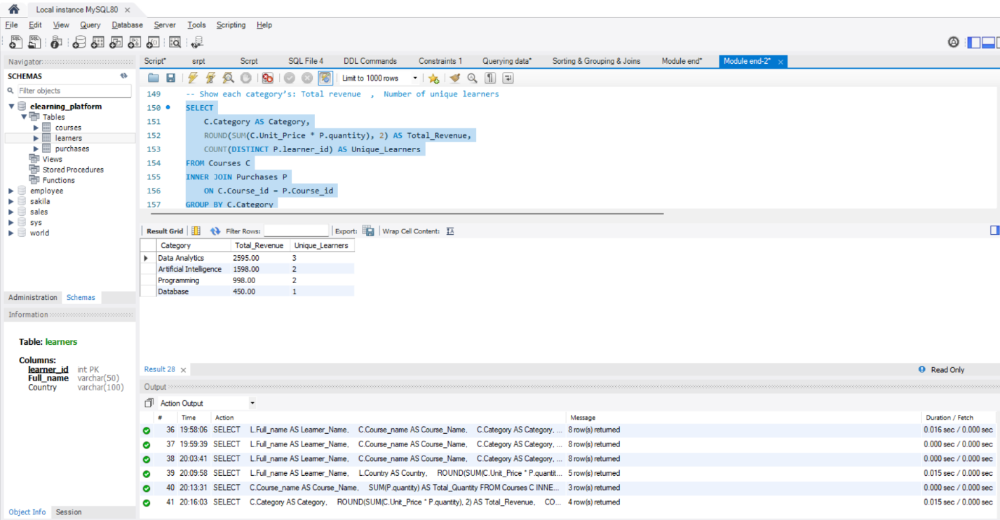 Local instance MySQL80 ×
File Edit View Query Database Server Tools Scripting Help
Navigator
SCHEMAS
Filter objects
elearning_platform
Tables
courses
learners
purchases
Views
Stored Procedures
Functions
employee
sakila
sales
sys
world
Administration Schemas
Information
Table: learners
Columns:
learner_id int PK
Full_name varchar(50)
Country varchar(100)
Object Info Session
Script* srpt Scrpt SQL File 4 DDL Commands Constraints 1 Querying data* Sorting & Grouping & Joins Module end* Module end-2* ×
Limit to 1000 rows
149 -- Show each category’s: Total revenue , Number of unique learners
150 SELECT
151 C.Category AS Category,
152 ROUND(SUM(C.Unit_Price * P.quantity), 2) AS Total_Revenue,
153 COUNT(DISTINCT P.learner_id) AS Unique_Learners
154 FROM Courses C
155 INNER JOIN Purchases P
156 ON C.Course_id = P.Course_id
157 GROUP BY C.Category
Result Grid Filter Rows: Export: Wrap Cell Content: IA
Category Total_Revenue Unique_Learners
Data Analytics 2595.00 3
Artificial Intelligence 1598.00 2
Programming 998.00 2
Database 450.00 1
Result 28 × Read Only
Output
Action Output
# Time Action Message Duration / Fetch
36 19:58:06 SELECT L.Full_name AS Learner_Name, C.Course_name AS Course_Name, C.Category AS Category, ... 8 row(s) returned 0.016 sec / 0.000 sec
37 19:59:39 SELECT L.Full_name AS Learner_Name, C.Course_name AS Course_Name, C.Category AS Category, ... 8 row(s) returned 0.000 sec / 0.000 sec
38 20:03:41 SELECT L.Full_name AS Learner_Name, C.Course_name AS Course_Name, C.Category AS Category, ... 8 row(s) returned 0.000 sec / 0.000 sec
39 20:09:58 SELECT L.Full_name AS Learner_Name, L.Country AS Country, ROUND(SUM(C.Unit_Price * P.quantit... 5 row(s) returned 0.015 sec / 0.000 sec
40 20:13:31 SELECT C.Course_name AS Course_Name, SUM(P.quantity) AS Total_Quantity FROM Courses C INNE... 3 row(s) returned 0.000 sec / 0.000 sec
41 20:16:03 SELECT C.Category AS Category, ROUND(SUM(C.Unit_Price * P.quantity), 2) AS Total_Revenue, CO... 4 row(s) returned 0.015 sec / 0.000 sec